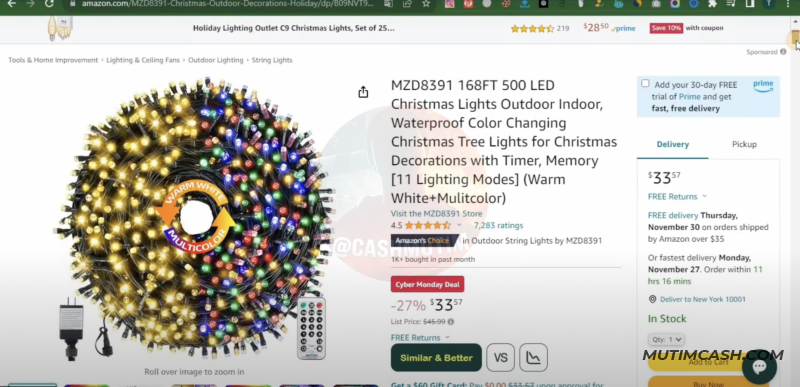 amazon.com/MZD8391-Christmas-Outdoor-Decorations-Holiday/dp/B09NVT9...
Holiday Lighting Outlet C9 Christmas Lights, Set of 25...
219
$28 50
prime
Save 10% with coupon
Sponsored
Tools & Home Improvement › Lighting & Ceiling Fans › Outdoor Lighting › String Lights
MZD8391 168FT 500 LED
Christmas Lights Outdoor Indoor,
Waterproof Color Changing
Christmas Tree Lights for Christmas
Decorations with Timer, Memory
[11 Lighting Modes] (Warm
White+Mulitcolor)
Visit the MZD8391 Store
4.5
7,283 ratings
Amazon's Choice in Outdoor String Lights by MZD8391
1K+ bought in past month
Cyber Monday Deal
-27% $33 57
List Price: $45.99
FREE Returns
Similar & Better
VS
Get a $60 Gift Card: Pay $0.00 $33.57 upon approval for
WARM WHITE
MULTICOLOR
Roll over image to zoom in
Add your 30-day FREE
trial of Prime and get
fast, free delivery
prime
Delivery
Pickup
$33 57
FREE Returns
FREE delivery Thursday,
November 30 on orders shipped
by Amazon over $35
Or fastest delivery Monday,
November 27. Order within 11
hrs 16 mins
Deliver to New York 10001
In Stock
Qty: 1
Add to Cart
Buy Now
MUTIMCASH.COM